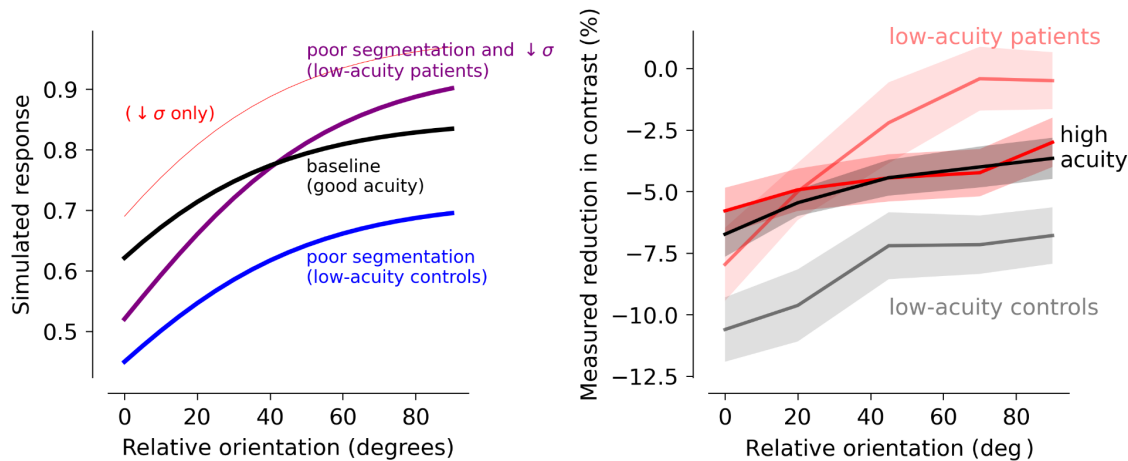 Simulated response
0.9
0.8
0.7
0.6
0.5
0
20
40
60
80
Relative orientation (degrees)
poor segmentation and ↓ σ
(low-acuity patients)
(↓ σ only)
baseline
(good acuity)
poor segmentation
(low-acuity controls)
Measured reduction in contrast (%)
0.0
−2.5
−5.0
−7.5
−10.0
−12.5
0
20
40
60
80
Relative orientation (deg)
low-acuity patients
high
acuity
low-acuity controls